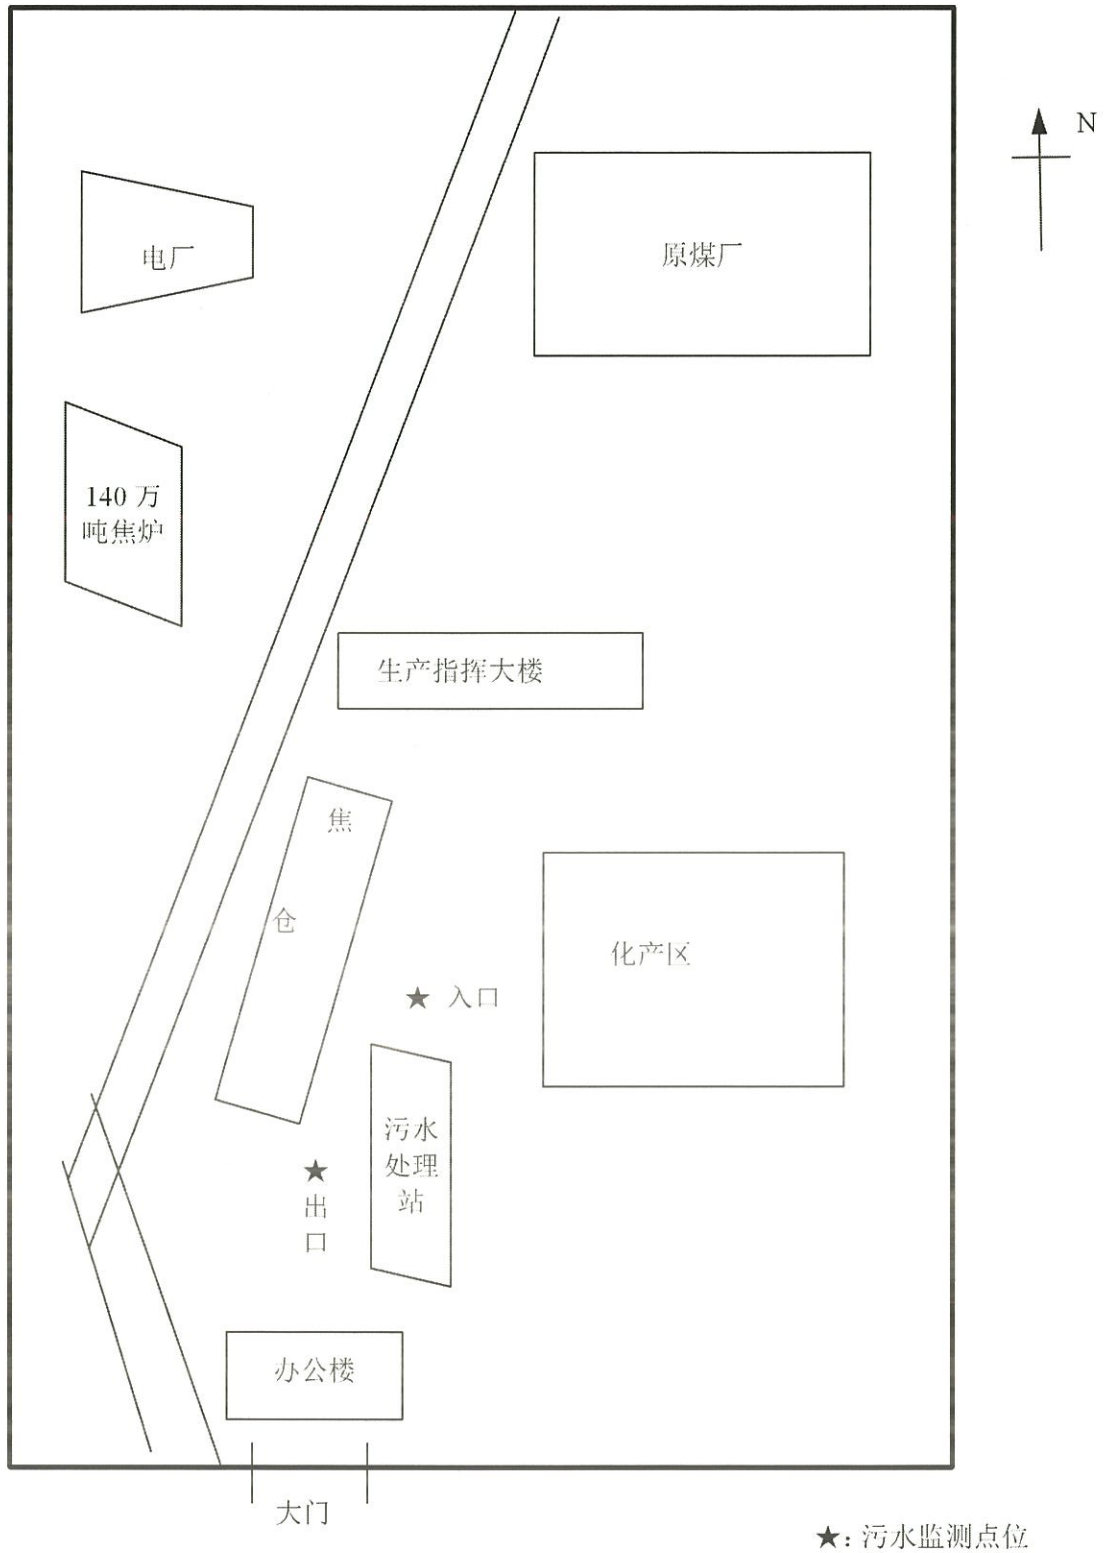 N
电厂
原煤厂
140 万
吨焦炉
生产指挥大楼
焦
仓
化产区
★ 入口
污水
处理
站
★
出
口
办公楼
大门
★：污水监测点位